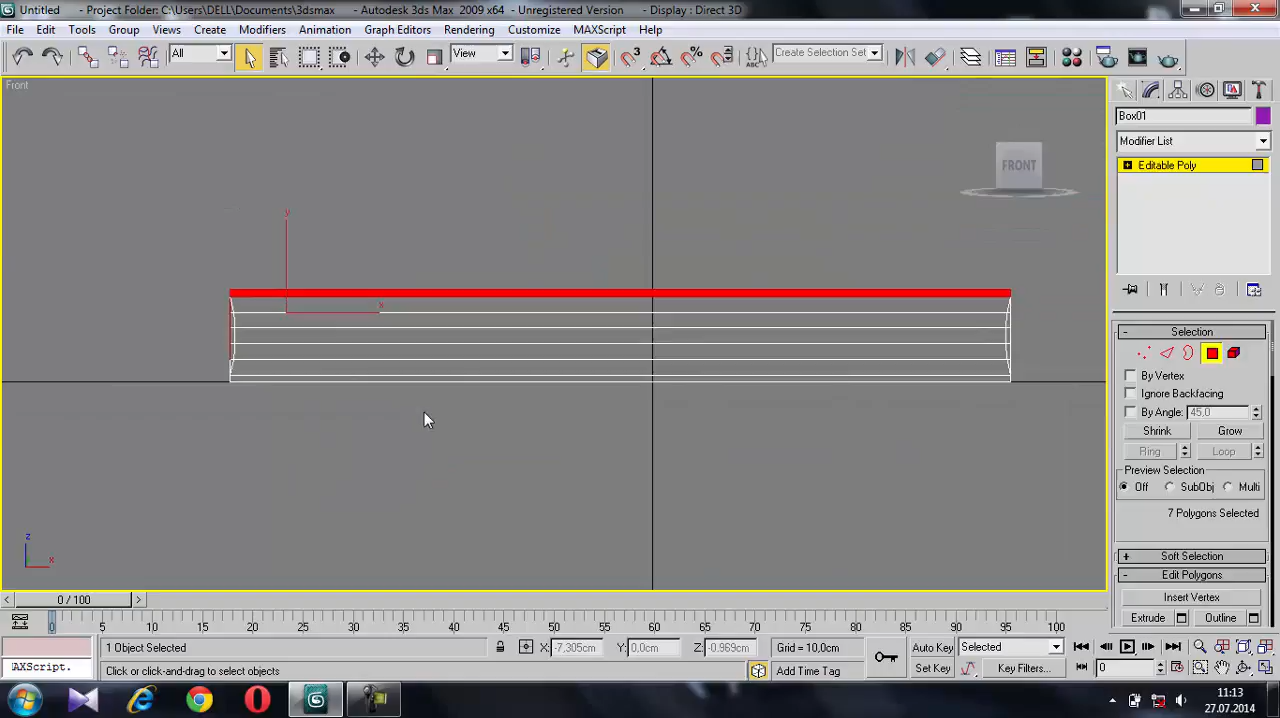 Untitled - Project Folder: C:\Users\DELL\Documents\3dsmax - Autodesk 3ds Max 2009 x64 - Unregistered Version - Display : Direct 3D
File Edit Tools Group Views Create Modifiers Animation Graph Editors Rendering Customize MAXScript Help
All View 3 Create Selection Set
Front
Box01
Modifier List
FRONT
Editable Poly
y
x
Selection
By Vertex
Ignore Backfacing
By Angle: 45,0
Shrink Grow
Ring Loop
Preview Selection
Off SubObj Multi
7 Polygons Selected
z
x
Soft Selection
Edit Polygons
Insert Vertex
0 / 100
Extrude Outline
0 5 10 15 20 25 30 35 40 45 50 55 60 65 70 75 80 85 90 95 100
1 Object Selected X: -7,305cm Y: 0,0cm Z: -0,969cm Grid = 10,0cm Auto Key Selected
AXScript. Click or click-and-drag to select objects Add Time Tag Set Key Key Filters... 0
11:13
27.07.2014